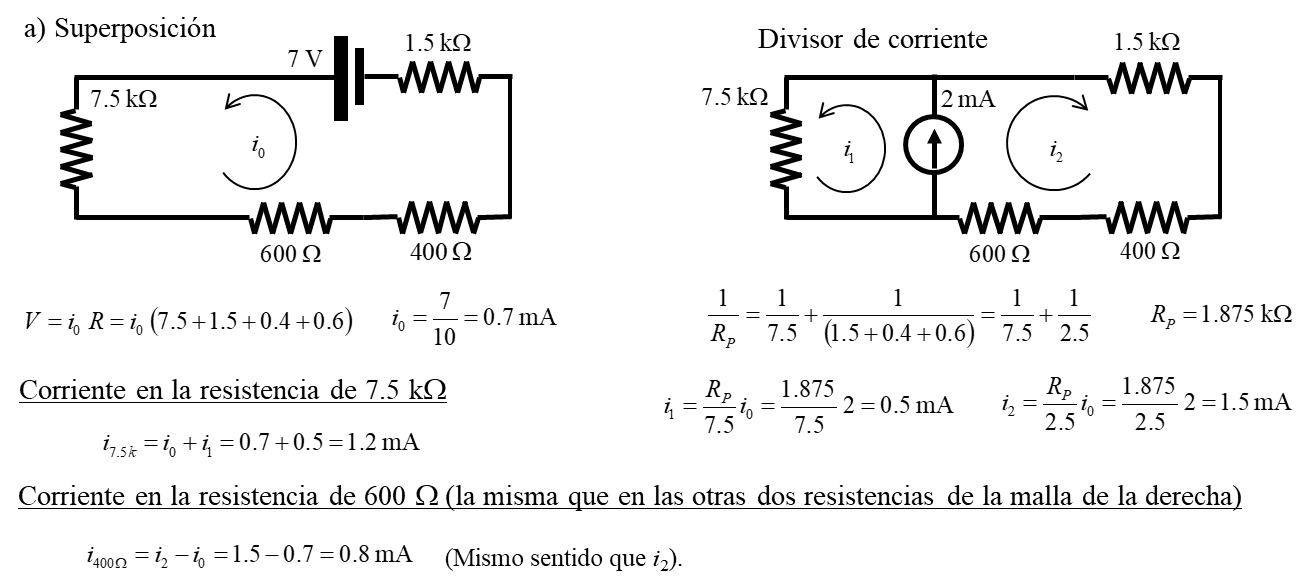 a) Superposición
7 V
1.5 kΩ
7.5 kΩ
i₀
600 Ω
400 Ω
Divisor de corriente
1.5 kΩ
7.5 kΩ
2 mA
i₁
i₂
600 Ω
400 Ω
V = i₀ R = i₀ (7.5 + 1.5 + 0.4 + 0.6)
i₀ = 7/10 = 0.7 mA
1/R_P = 1/7.5 + 1/(1.5 + 0.4 + 0.6) = 1/7.5 + 1/2.5
R_P = 1.875 kΩ
Corriente en la resistencia de 7.5 kΩ
i₁ = R_P/7.5 i₀ = 1.875/7.5 2 = 0.5 mA
i₂ = R_P/2.5 i₀ = 1.875/2.5 2 = 1.5 mA
i_7.5k = i₀ + i₁ = 0.7 + 0.5 = 1.2 mA
Corriente en la resistencia de 600 Ω (la misma que en las otras dos resistencias de la malla de la derecha)
i_400Ω = i₂ − i₀ = 1.5 − 0.7 = 0.8 mA (Mismo sentido que i₂).